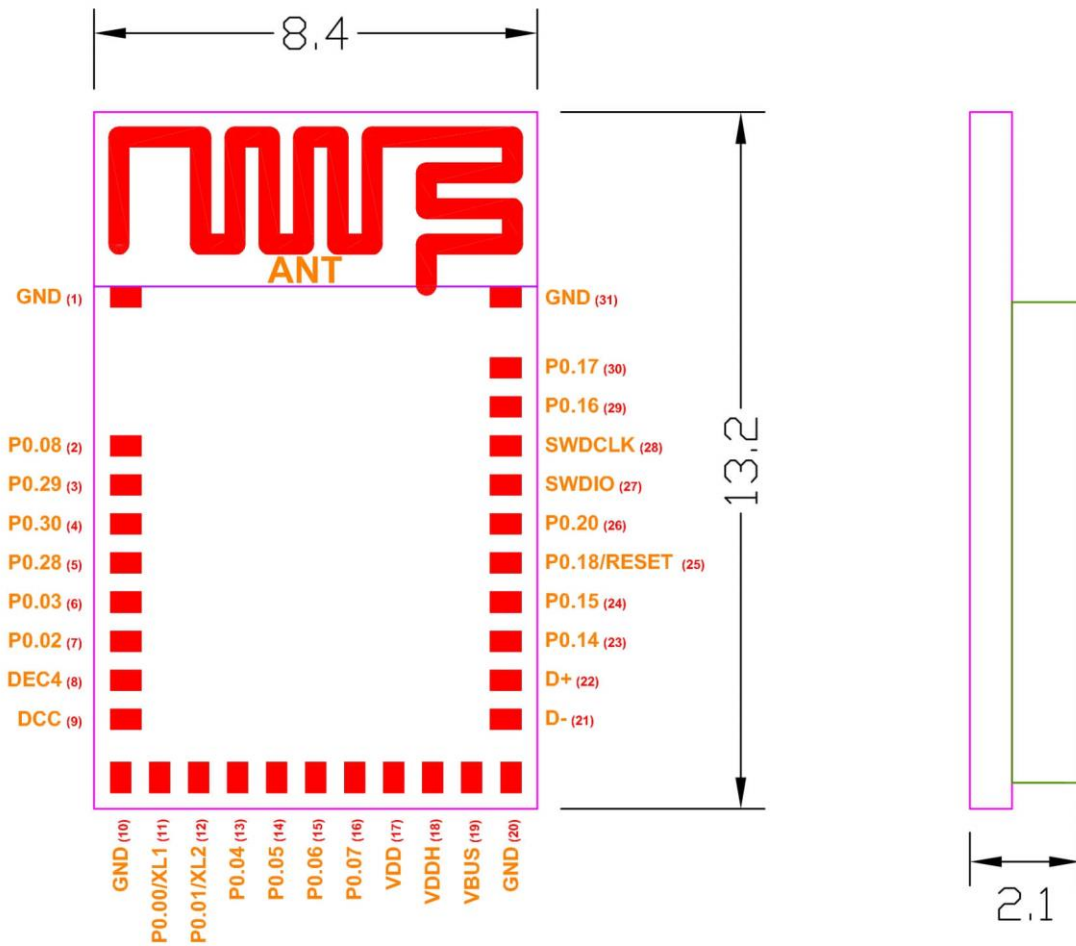 8.4
ANT
GND (1)
GND (31)
P0.17 (30)
P0.16 (29)
P0.08 (2)
SWDCLK (28)
P0.29 (3)
SWDIO (27)
P0.30 (4)
P0.20 (26)
P0.28 (5)
P0.18/RESET (25)
P0.03 (6)
P0.15 (24)
P0.02 (7)
P0.14 (23)
DEC4 (8)
D+ (22)
DCC (9)
D- (21)
13.2
GND (10)
P0.00/XL1 (11)
P0.01/XL2 (12)
P0.04 (13)
P0.05 (14)
P0.06 (15)
P0.07 (16)
VDD (17)
VDDH (18)
VBUS (19)
GND (20)
2.1